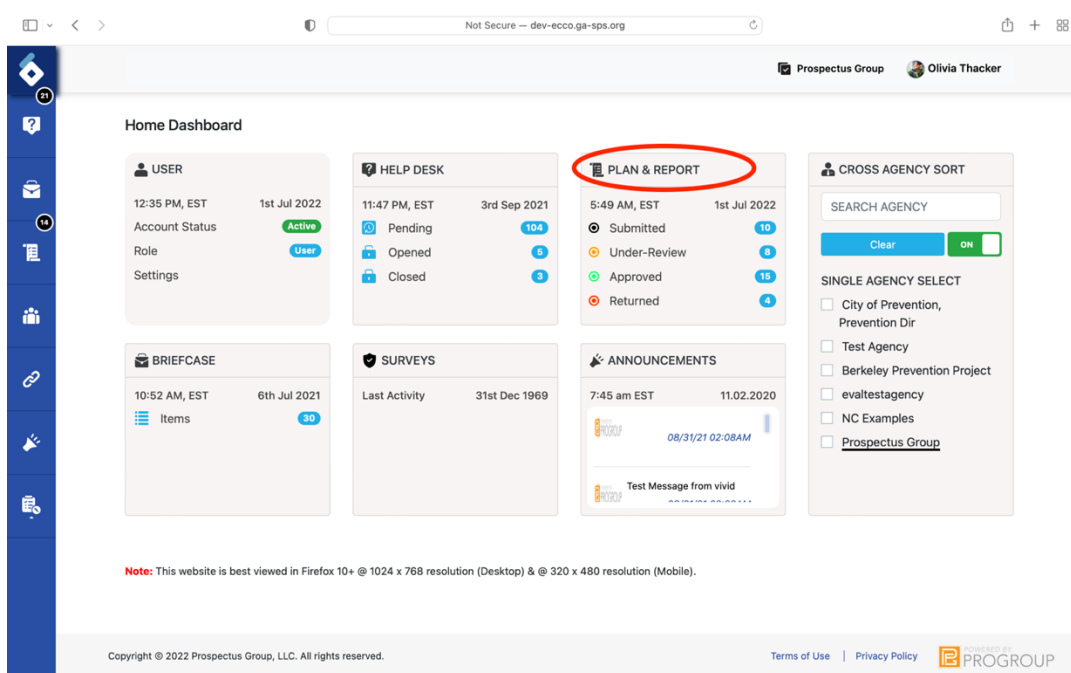 Not Secure — dev-ecco.ga-sps.org
Prospectus Group
Olivia Thacker
21
14
Home Dashboard
USER
12:35 PM, EST 1st Jul 2022
Account Status Active
Role User
Settings
HELP DESK
11:47 PM, EST 3rd Sep 2021
Pending 104
Opened 5
Closed 3
PLAN & REPORT
5:49 AM, EST 1st Jul 2022
Submitted 10
Under-Review 8
Approved 15
Returned 4
CROSS AGENCY SORT
SEARCH AGENCY
Clear ON
SINGLE AGENCY SELECT
City of Prevention,
Prevention Dir
Test Agency
Berkeley Prevention Project
evaltestagency
NC Examples
Prospectus Group
BRIEFCASE
10:52 AM, EST 6th Jul 2021
Items 30
SURVEYS
Last Activity 31st Dec 1969
ANNOUNCEMENTS
7:45 am EST 11.02.2020
PROGROUP
08/31/21 02:08AM
Test Message from vivid
PROGROUP
Note: This website is best viewed in Firefox 10+ @ 1024 x 768 resolution (Desktop) & @ 320 x 480 resolution (Mobile).
Copyright © 2022 Prospectus Group, LLC. All rights reserved.
Terms of Use | Privacy Policy
POWERED BY
PROGROUP